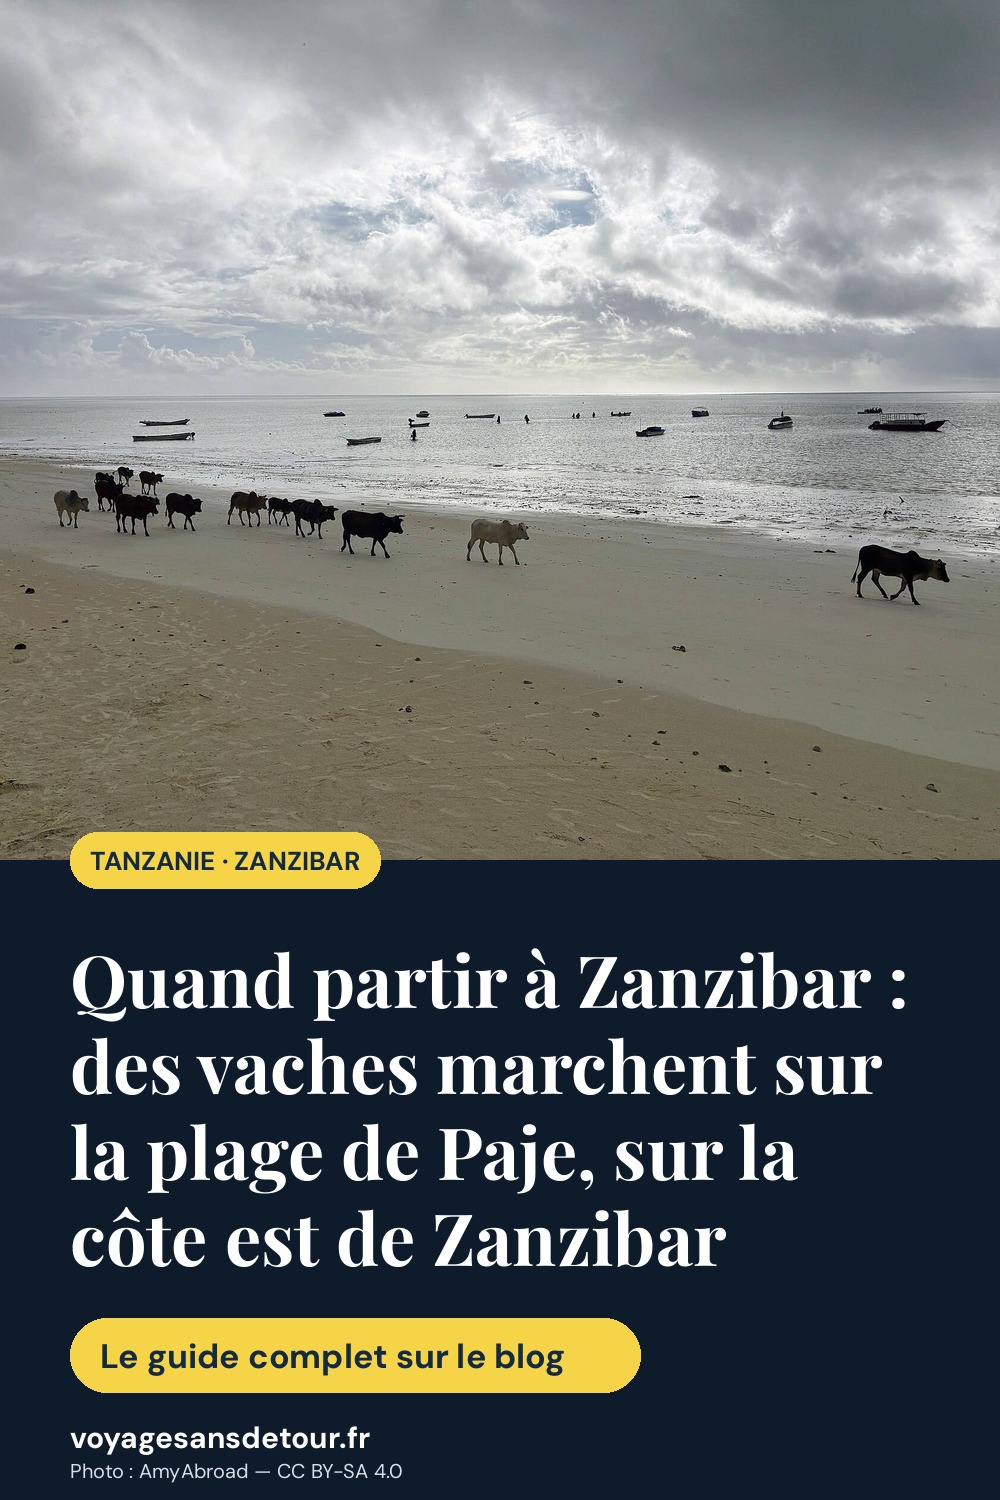 TANZANIE · ZANZIBAR
Quand partir à Zanzibar :
des vaches marchent sur
la plage de Paje, sur la
côte est de Zanzibar
Le guide complet sur le blog
voyagesansdetour.fr
Photo : AmyAbroad — CC BY-SA 4.0